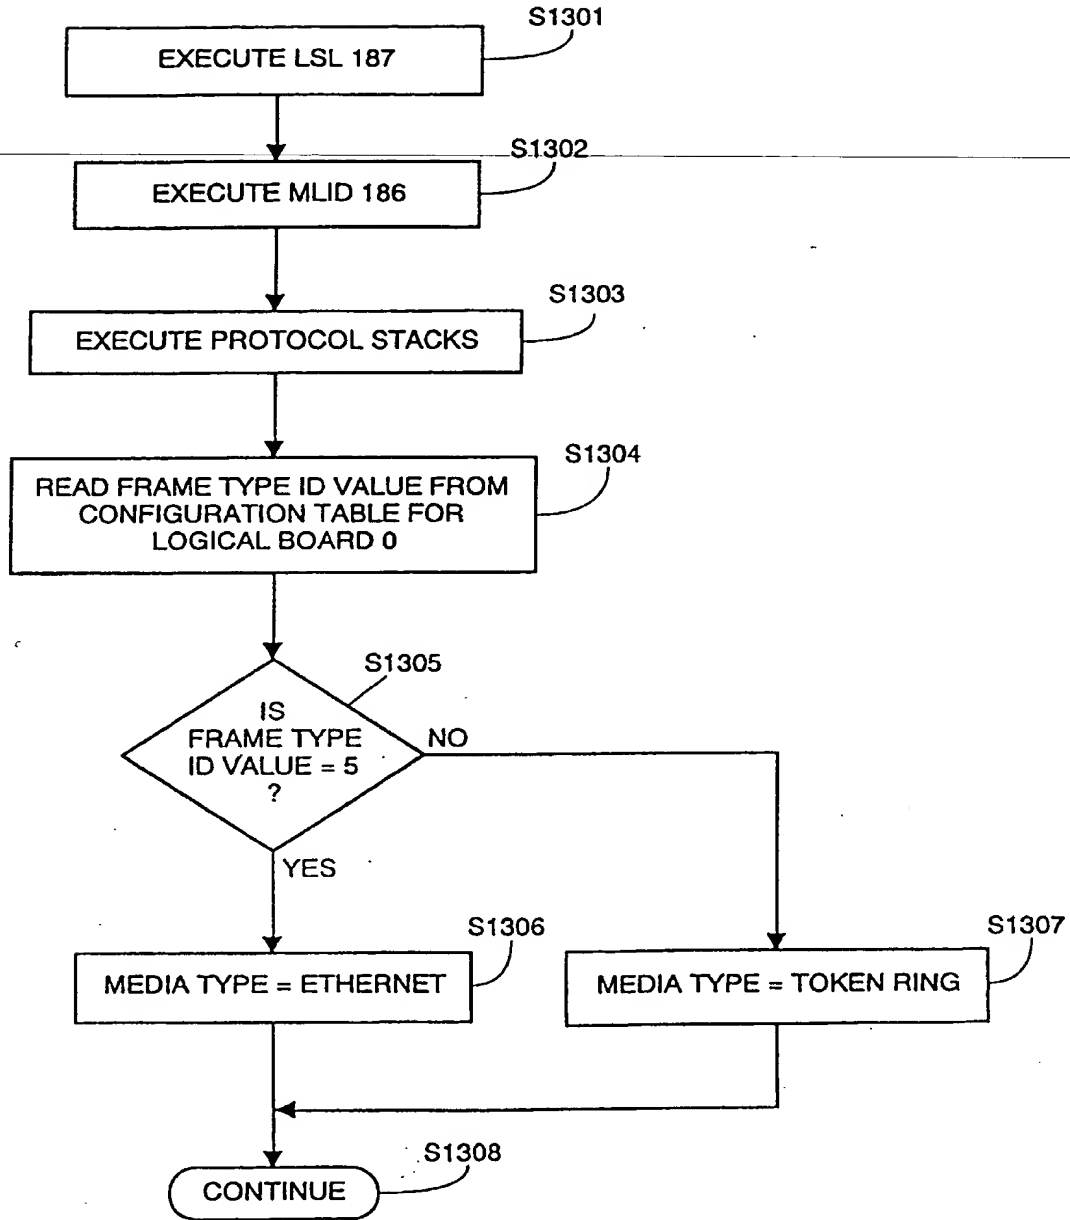 S1301
EXECUTE LSL 187
S1302
EXECUTE MLID 186
S1303
EXECUTE PROTOCOL STACKS
S1304
READ FRAME TYPE ID VALUE FROM
CONFIGURATION TABLE FOR
LOGICAL BOARD 0
S1305
IS
FRAME TYPE
ID VALUE = 5
?
NO
YES
S1306
MEDIA TYPE = ETHERNET
S1307
MEDIA TYPE = TOKEN RING
S1308
CONTINUE